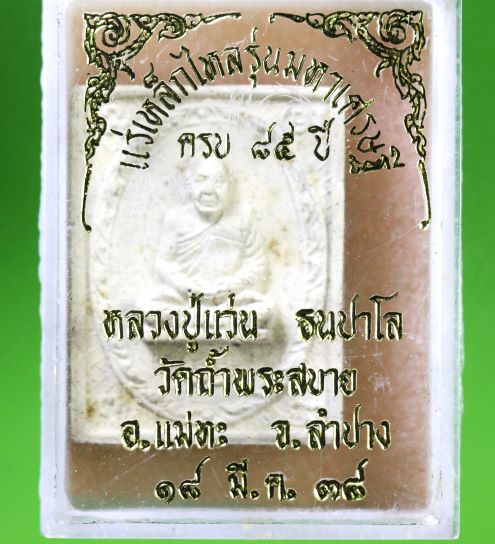 แร่เหล็กไหลรุ่นมหาเศรษฐี
ครบ ๘๕ ปี
หลวงปู่แว่น ธนปาโล
วัดถ้ำพระสบาย
อ.แม่ทะ จ.ลำปาง
๑๘ มี.ค. ๓๘